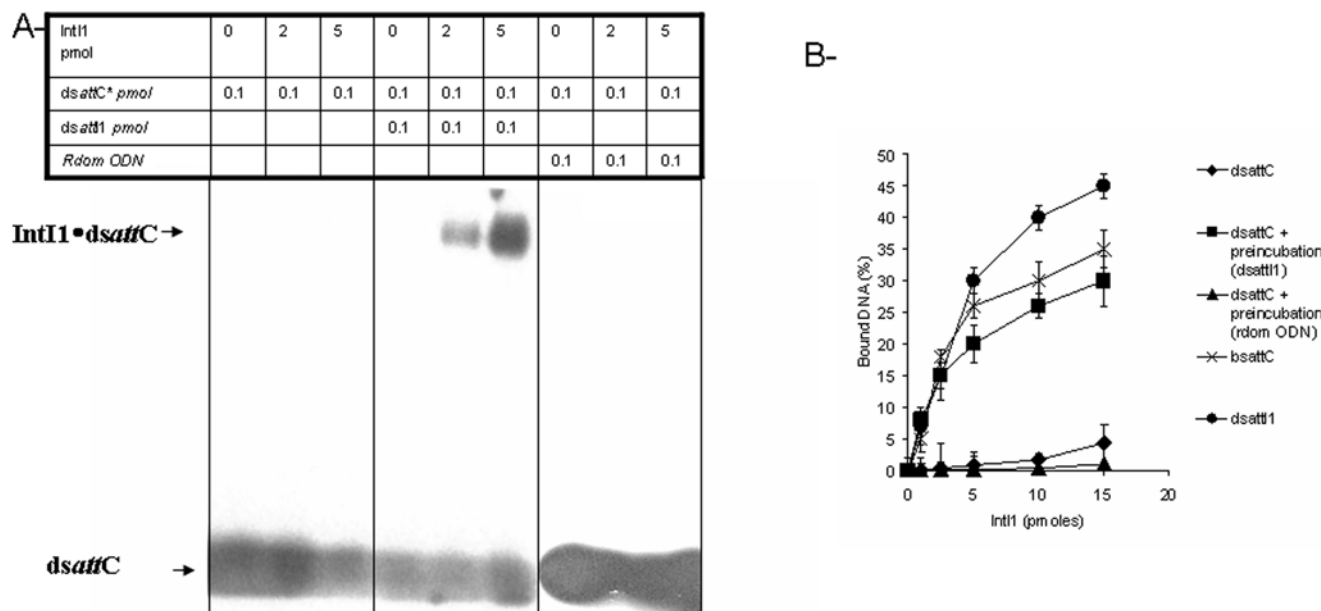 A-
IntI1 pmol 0 2 5 0 2 5 0 2 5
dsattC* pmol 0.1 0.1 0.1 0.1 0.1 0.1 0.1 0.1 0.1
dsattI1 pmol 0.1 0.1 0.1
Rdom ODN 0.1 0.1 0.1
IntI1•dsattC
dsattC
B-
Bound DNA (%)
50
45
40
35
30
25
20
15
10
5
0
0 5 10 15 20
IntI1 (pmoles)
dsattC
dsattC +
preincubation
(dsattI1)
dsattC +
preincubation
(rdom ODN)
bsattC
dsattI1